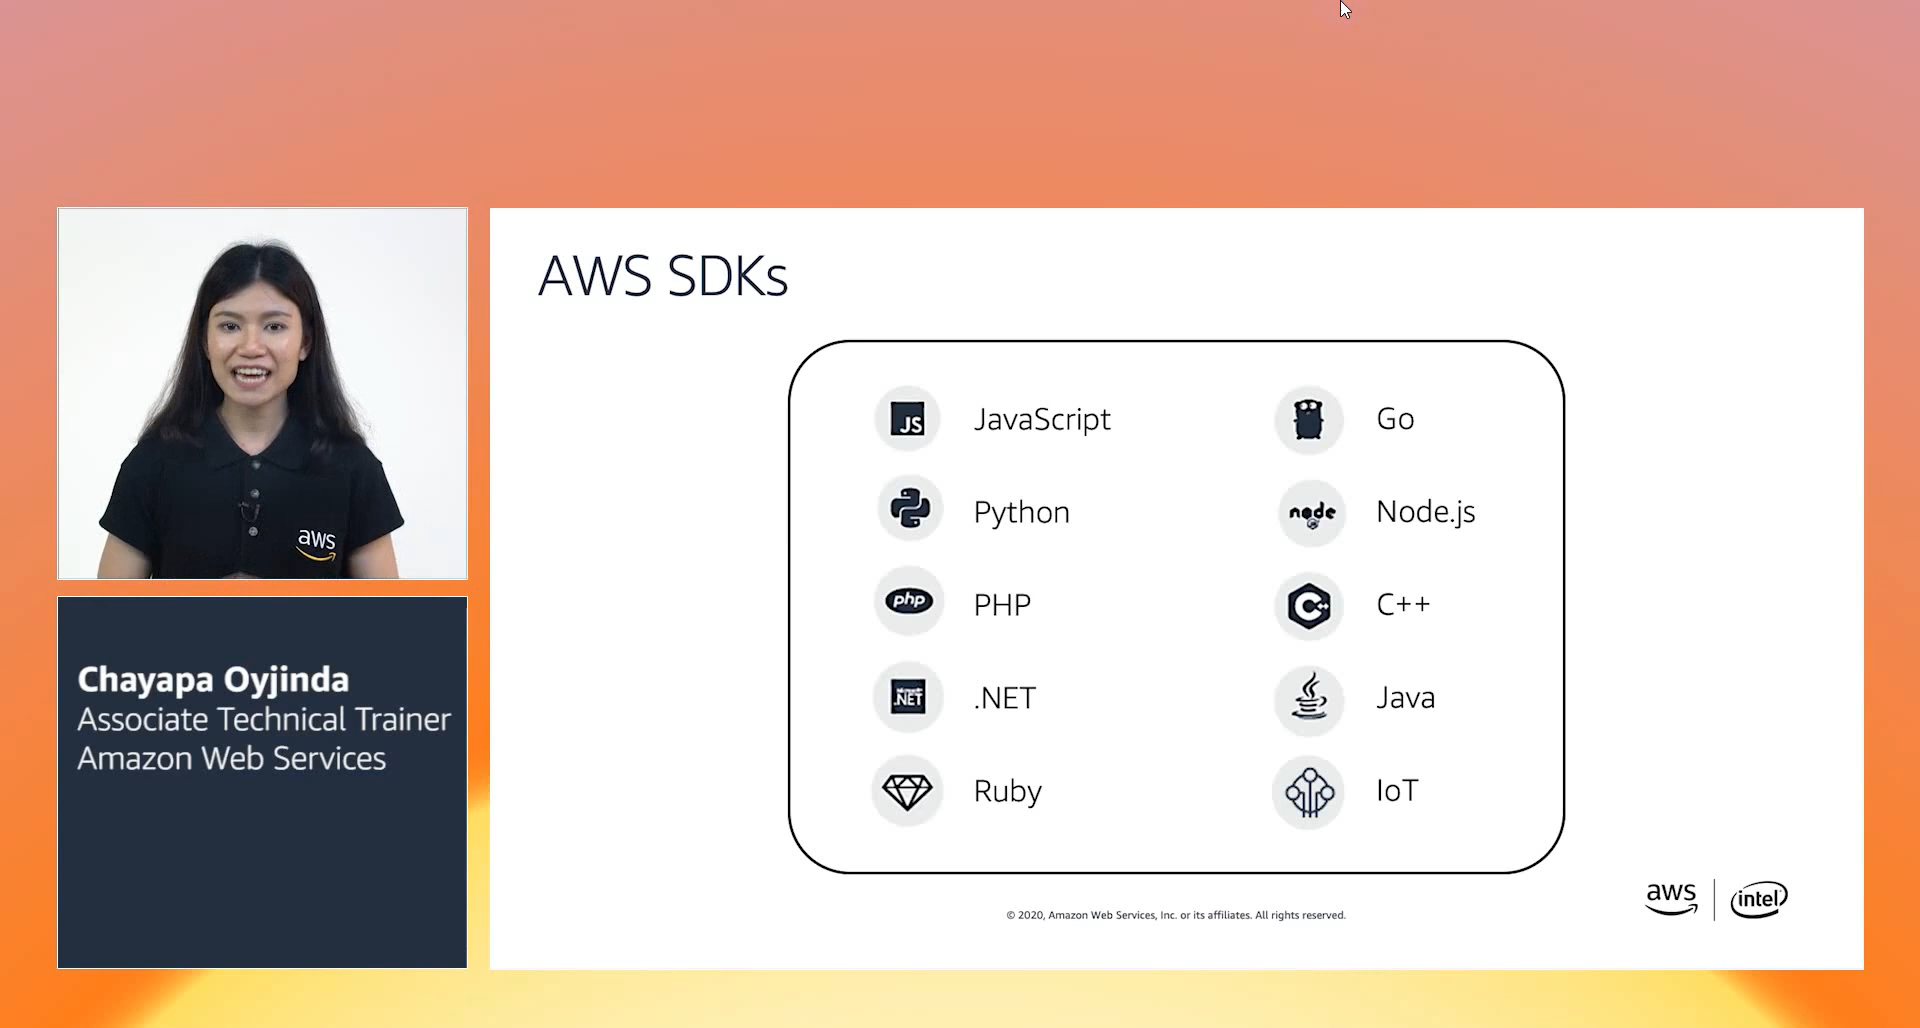 aws
Chayapa Oyjinda
Associate Technical Trainer
Amazon Web Services
AWS SDKs
JS JavaScript
Python
php PHP
Microsoft .NET .NET
Ruby
Go
node JS Node.js
C++ C++
Java
IoT
© 2020, Amazon Web Services, Inc. or its affiliates. All rights reserved.
aws intel